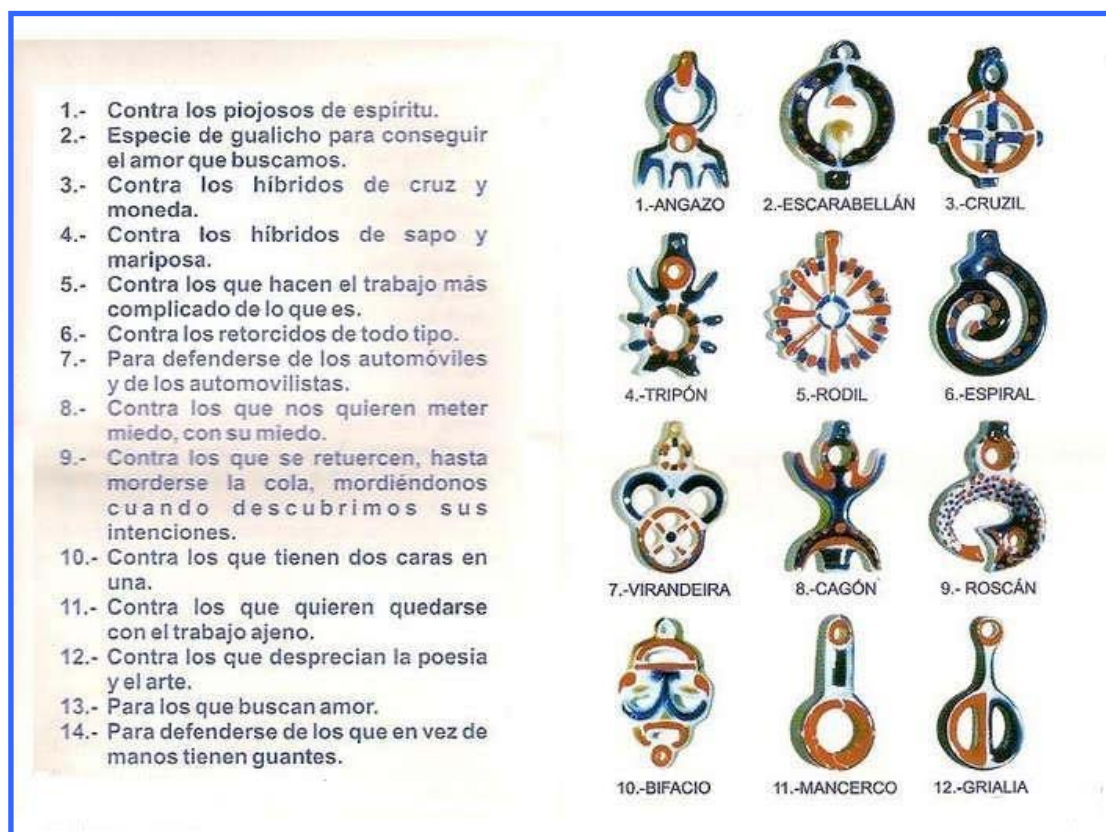 1.- Contra los piojosos de espíritu.
2.- Especie de gualicho para conseguir
el amor que buscamos.
3.- Contra los híbridos de cruz y
moneda.
4.- Contra los híbridos de sapo y
mariposa.
5.- Contra los que hacen el trabajo más
complicado de lo que es.
6.- Contra los retorcidos de todo tipo.
7.- Para defenderse de los automóviles
y de los automovilistas.
8.- Contra los que nos quieren meter
miedo, con su miedo.
9.- Contra los que se retuercen, hasta
morderse la cola, mordiéndonos
cuando descubrimos sus
intenciones.
10.- Contra los que tienen dos caras en
una.
11.- Contra los que quieren quedarse
con el trabajo ajeno.
12.- Contra los que desprecian la poesia
y el arte.
13.- Para los que buscan amor.
14.- Para defenderse de los que en vez de
manos tienen guantes.
1.-ANGAZO 2.-ESCARABELLÁN 3.-CRUZIL
4.-TRIPÓN 5.-RODIL 6.-ESPIRAL
7.-VIRANDEIRA 8.-CAGÓN 9.- ROSCÁN
10.-BIFACIO 11.-MANCERCO 12.-GRIALIA